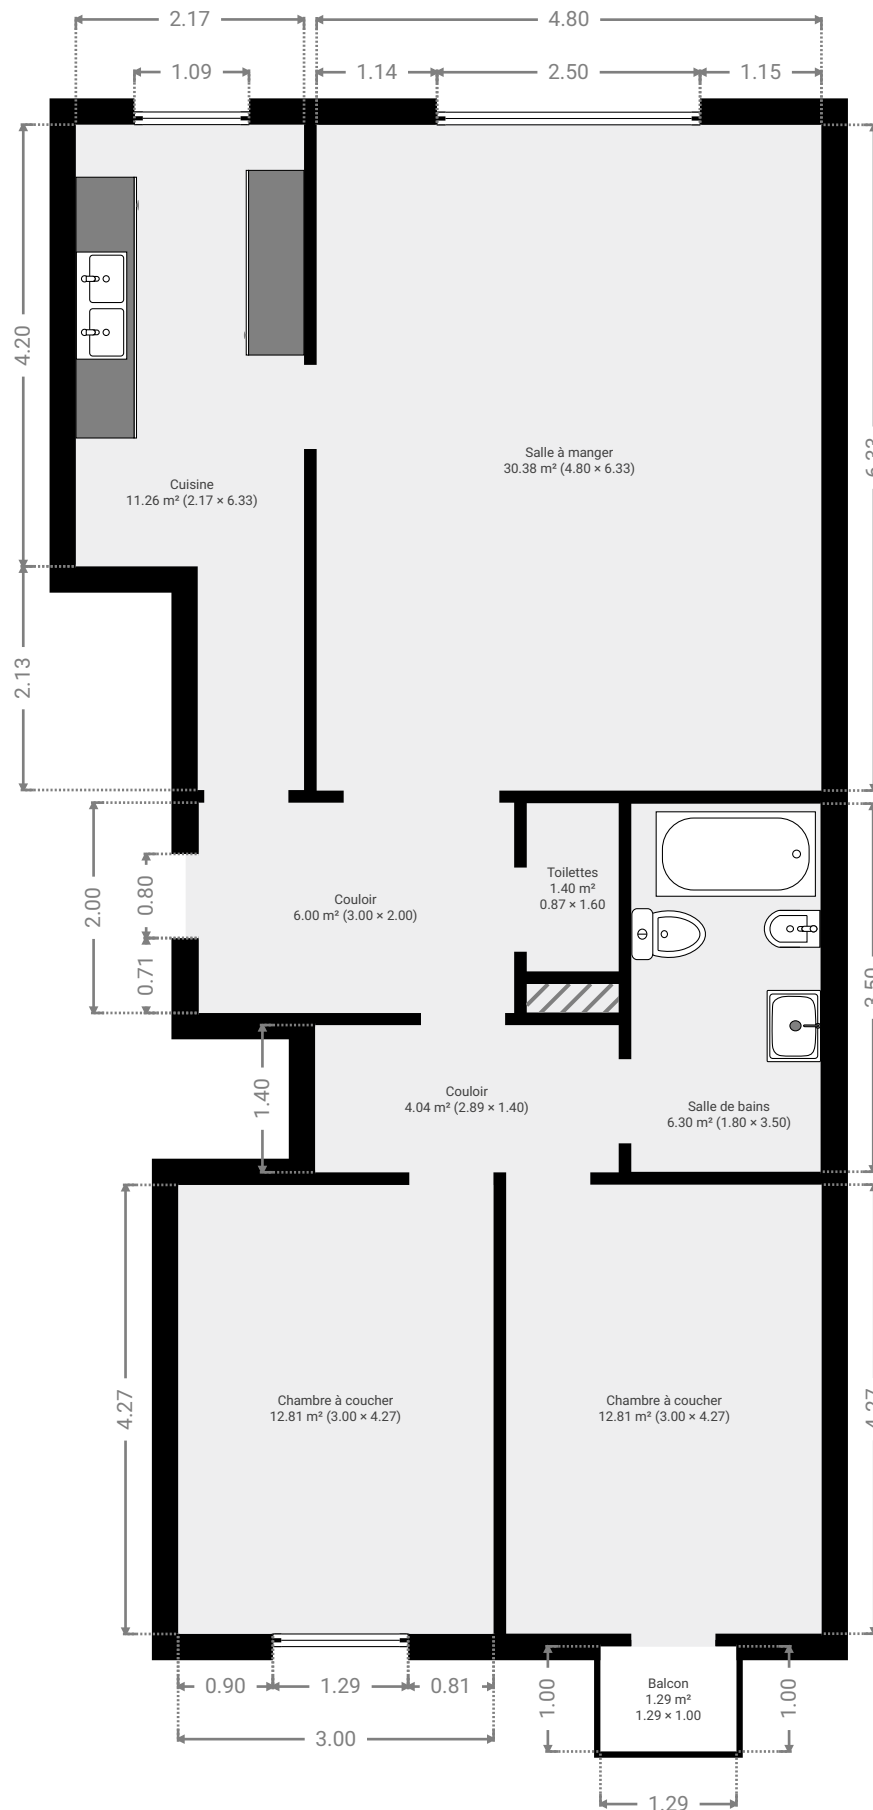 2.17
4.80
1.09
1.14
2.50
1.15
4.20
6.33
Salle à manger
30.38 m² (4.80 × 6.33)
Cuisine
11.26 m² (2.17 × 6.33)
2.13
2.00
0.80
0.71
Couloir
6.00 m² (3.00 × 2.00)
Toilettes
1.40 m²
0.87 × 1.60
3.50
1.40
Couloir
4.04 m² (2.89 × 1.40)
Salle de bains
6.30 m² (1.80 × 3.50)
4.27
Chambre à coucher
12.81 m² (3.00 × 4.27)
Chambre à coucher
12.81 m² (3.00 × 4.27)
4.27
0.90
1.29
0.81
3.00
1.00
Balcon
1.29 m²
1.29 × 1.00
1.00
1.29